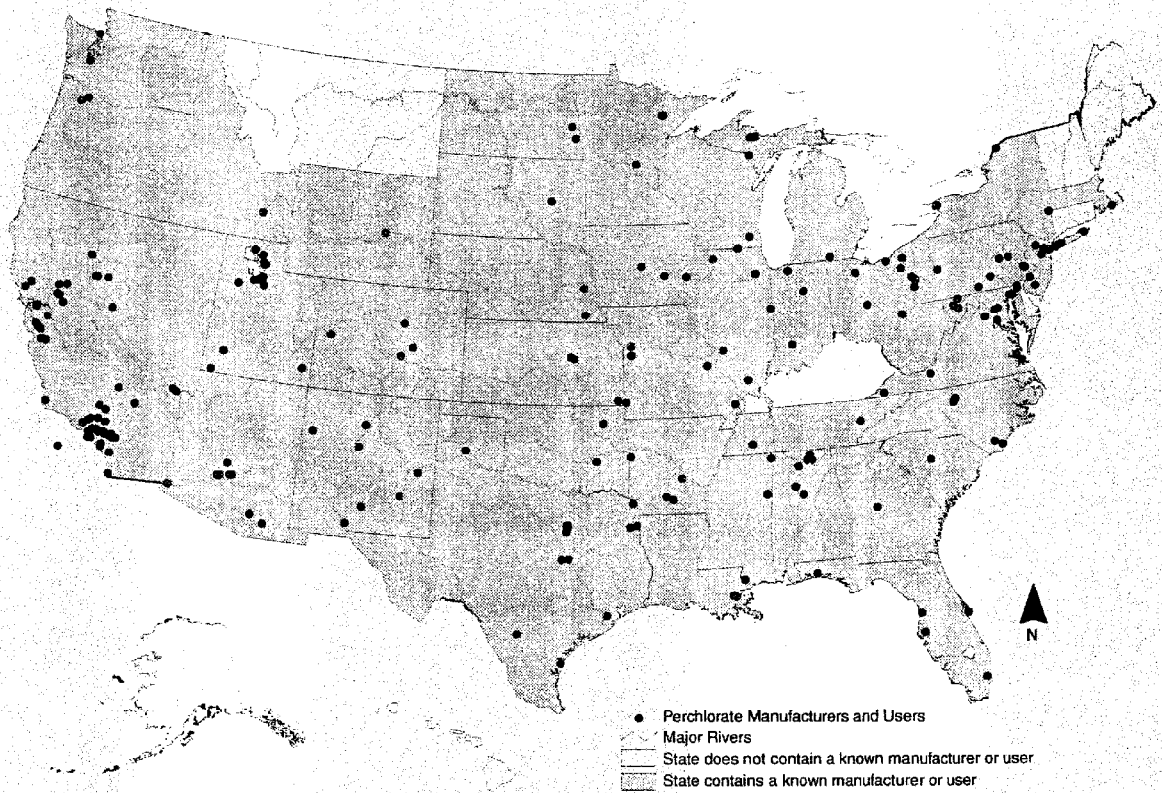 N
Perchlorate Manufacturers and Users
Major Rivers
State does not contain a known manufacturer or user
State contains a known manufacturer or user